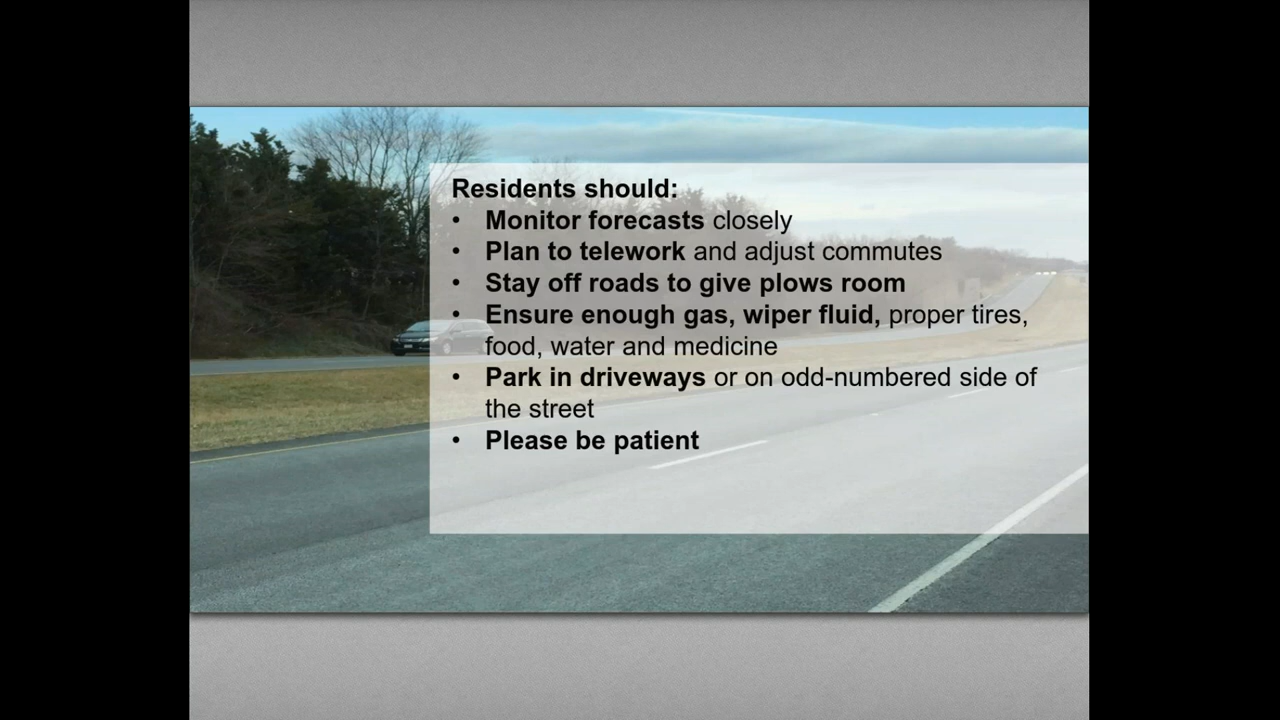 Residents should:
• Monitor forecasts closely
• Plan to telework and adjust commutes
• Stay off roads to give plows room
• Ensure enough gas, wiper fluid, proper tires,
food, water and medicine
• Park in driveways or on odd-numbered side of
the street
• Please be patient